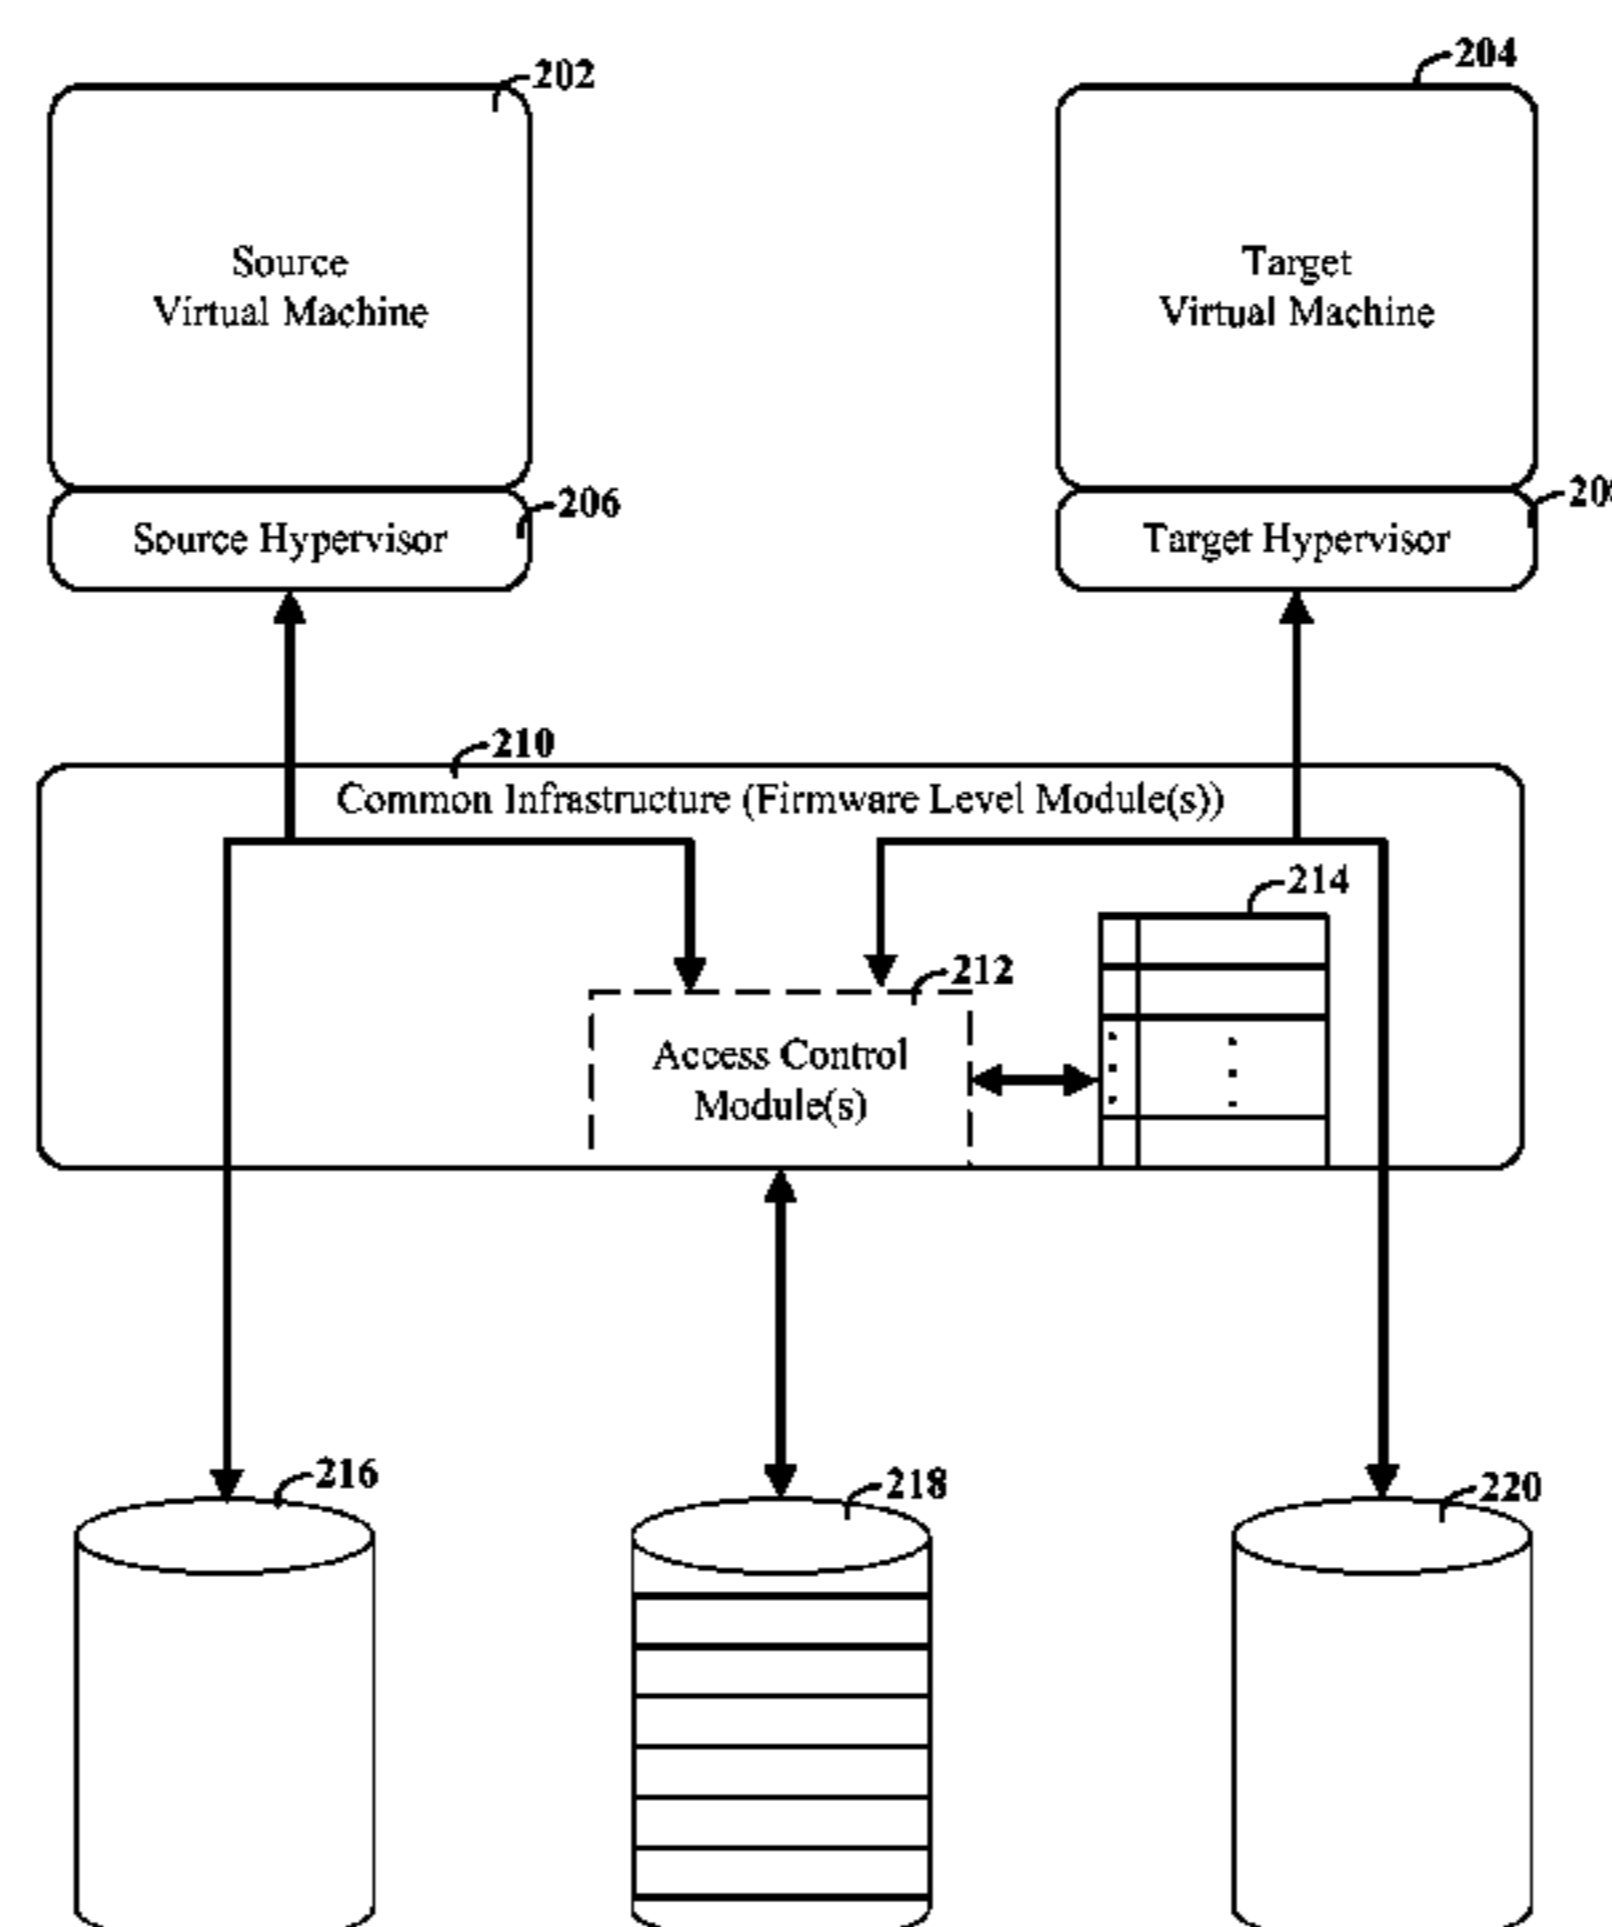 202
204
Source
Virtual Machine
Target
Virtual Machine
206
Source Hypervisor
Target Hypervisor
210
Common Infrastructure (Firmware Level Module(s))
214
212
Access Control
Module(s)
216
218
220